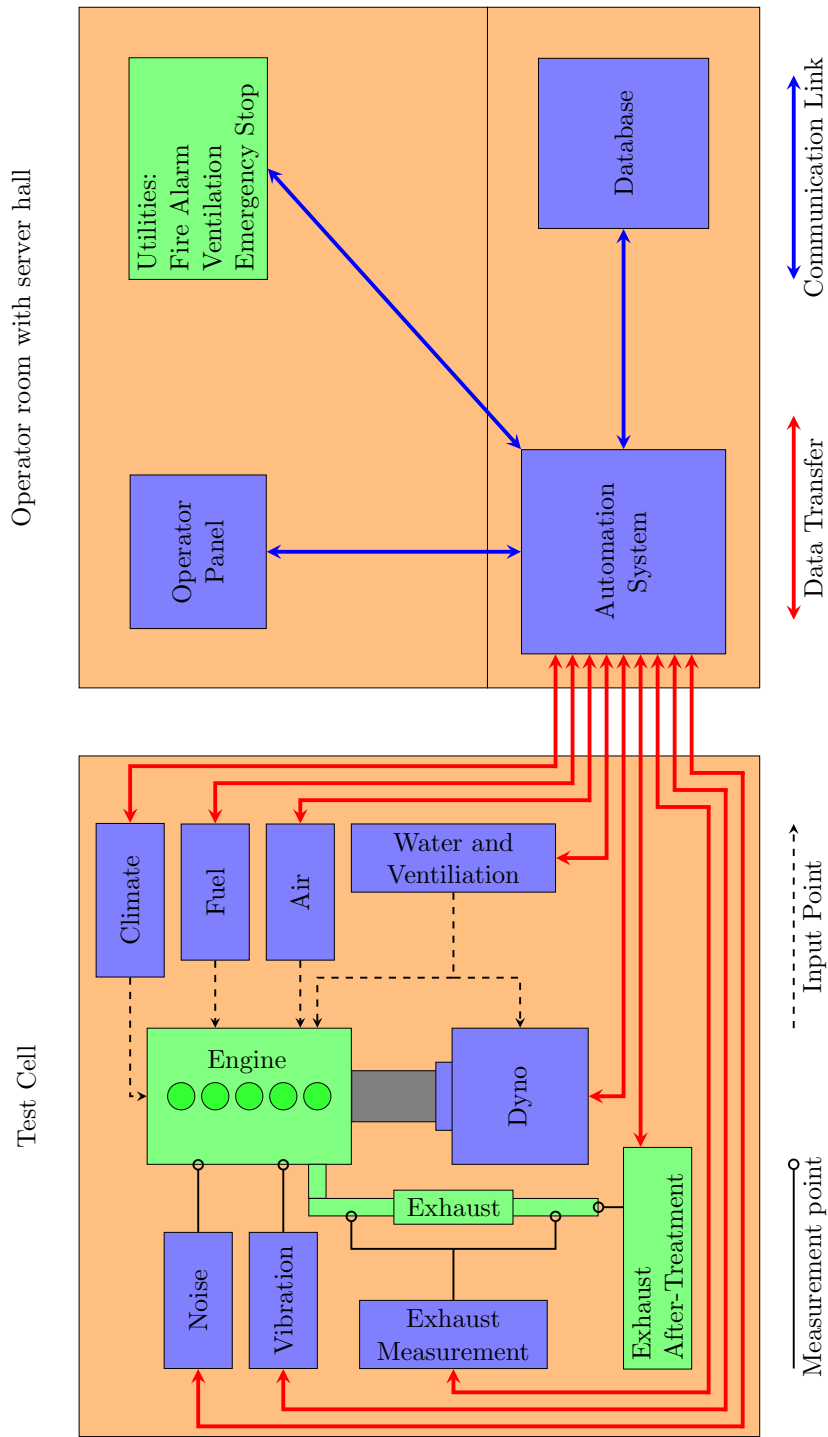 Operator room with server hall
Utilities:
Fire Alarm
Ventilation
Emergency Stop
Operator
Panel
Database
Automation
System
Communication Link
Data Transfer
Test Cell
Climate
Fuel
Air
Water and
Ventiliation
Engine
Dyno
Noise
Vibration
Exhaust
Exhaust
Measurement
Exhaust
After-Treatment
Input Point
Measurement point